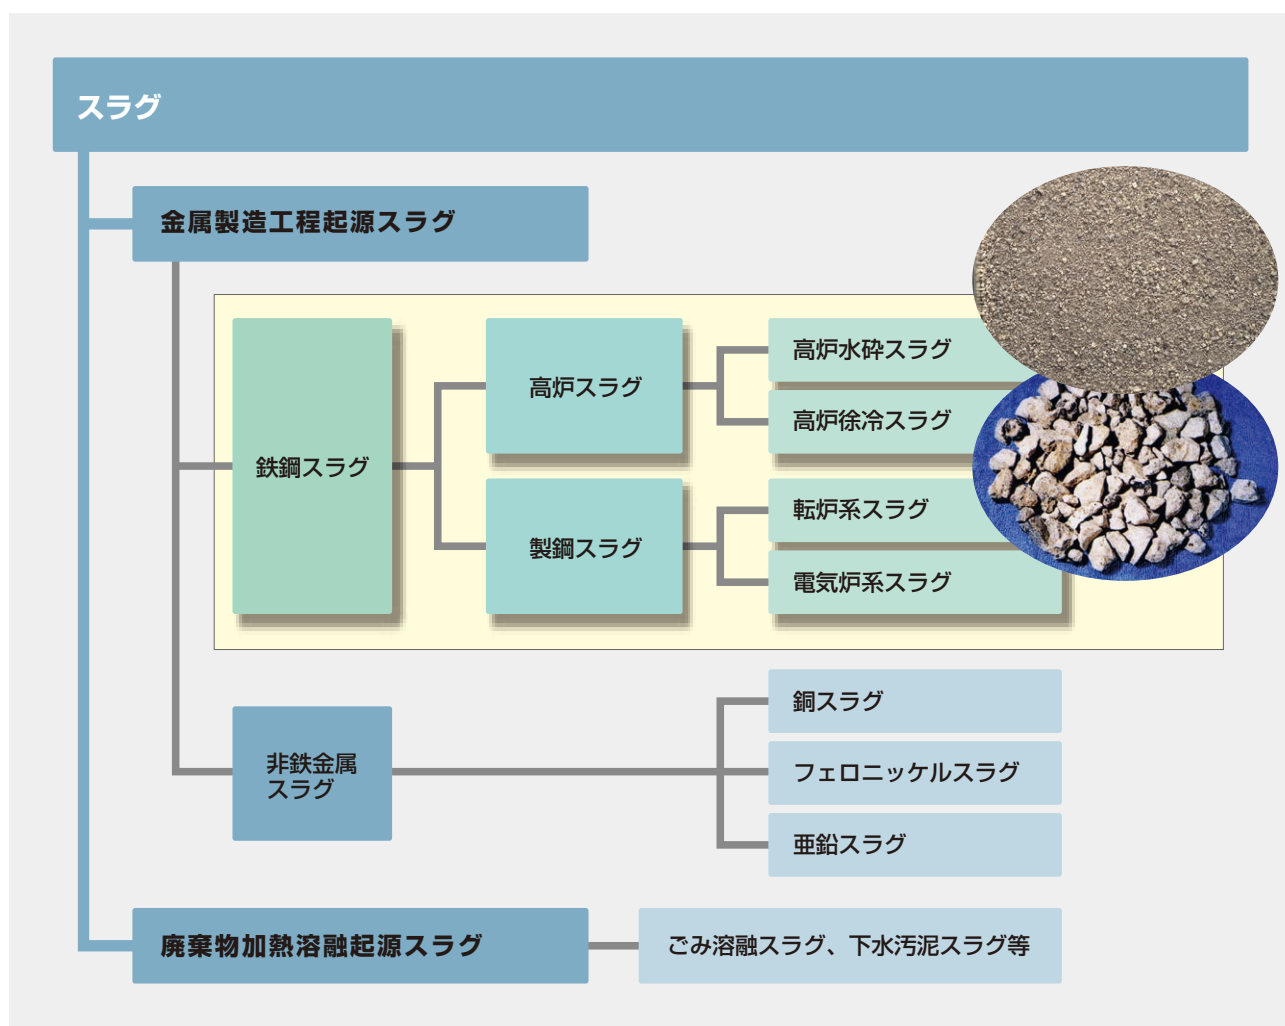 スラグ
金属製造工程起源スラグ
鉄鋼スラグ
高炉スラグ
高炉水砕スラグ
高炉徐冷スラグ
製鋼スラグ
転炉系スラグ
電気炉系スラグ
非鉄金属
スラグ
銅スラグ
フェロニッケルスラグ
亜鉛スラグ
廃棄物加熱溶融起源スラグ
ごみ溶融スラグ、下水汚泥スラグ等